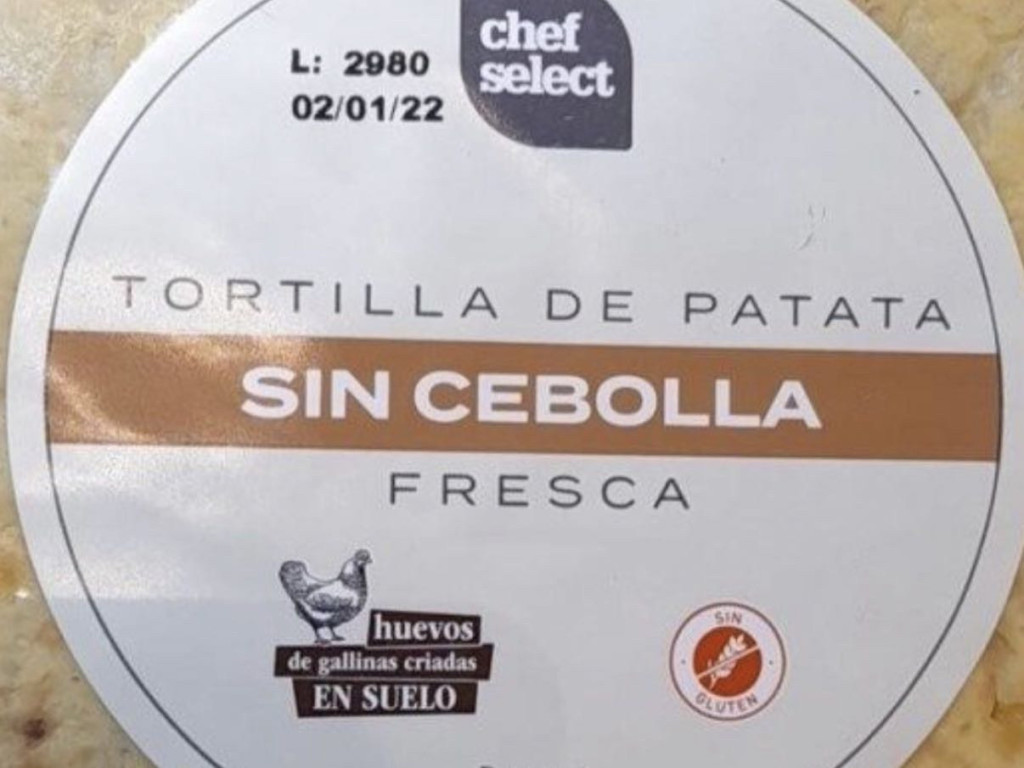 chef
select
L: 2980
02/01/22
TORTILLA DE PATATA
SIN CEBOLLA
FRESCA
huevos
de gallinas criadas
EN SUELO
SIN
GLUTEN